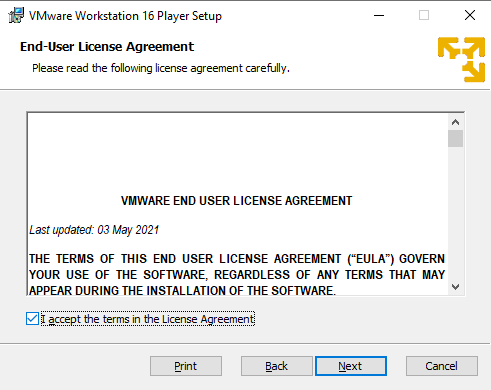 VMware Workstation 16 Player Setup
End-User License Agreement
Please read the following license agreement carefully.
VMWARE END USER LICENSE AGREEMENT
Last updated: 03 May 2021
THE TERMS OF THIS END USER LICENSE AGREEMENT (“EULA”) GOVERN
YOUR USE OF THE SOFTWARE, REGARDLESS OF ANY TERMS THAT MAY
APPEAR DURING THE INSTALLATION OF THE SOFTWARE.
I accept the terms in the License Agreement
Print Back Next Cancel